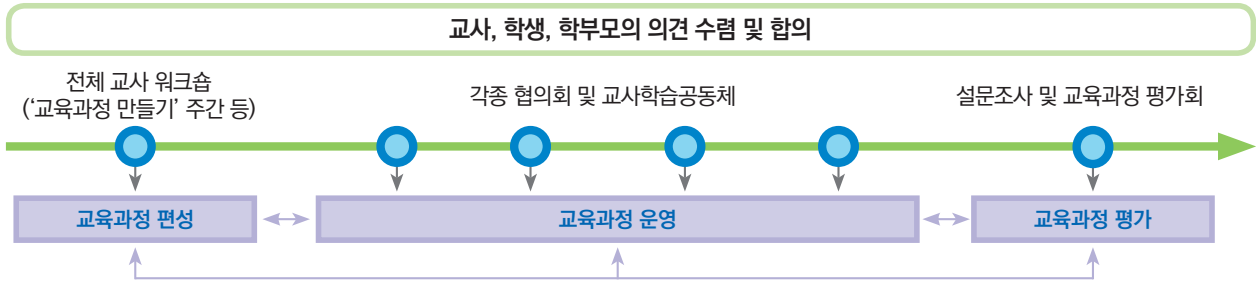 교사, 학생, 학부모의 의견 수렴 및 합의
전체 교사 워크숍
(‘교육과정 만들기’ 주간 등)
각종 협의회 및 교사학습공동체
설문조사 및 교육과정 평가회
교육과정 편성
교육과정 운영
교육과정 평가